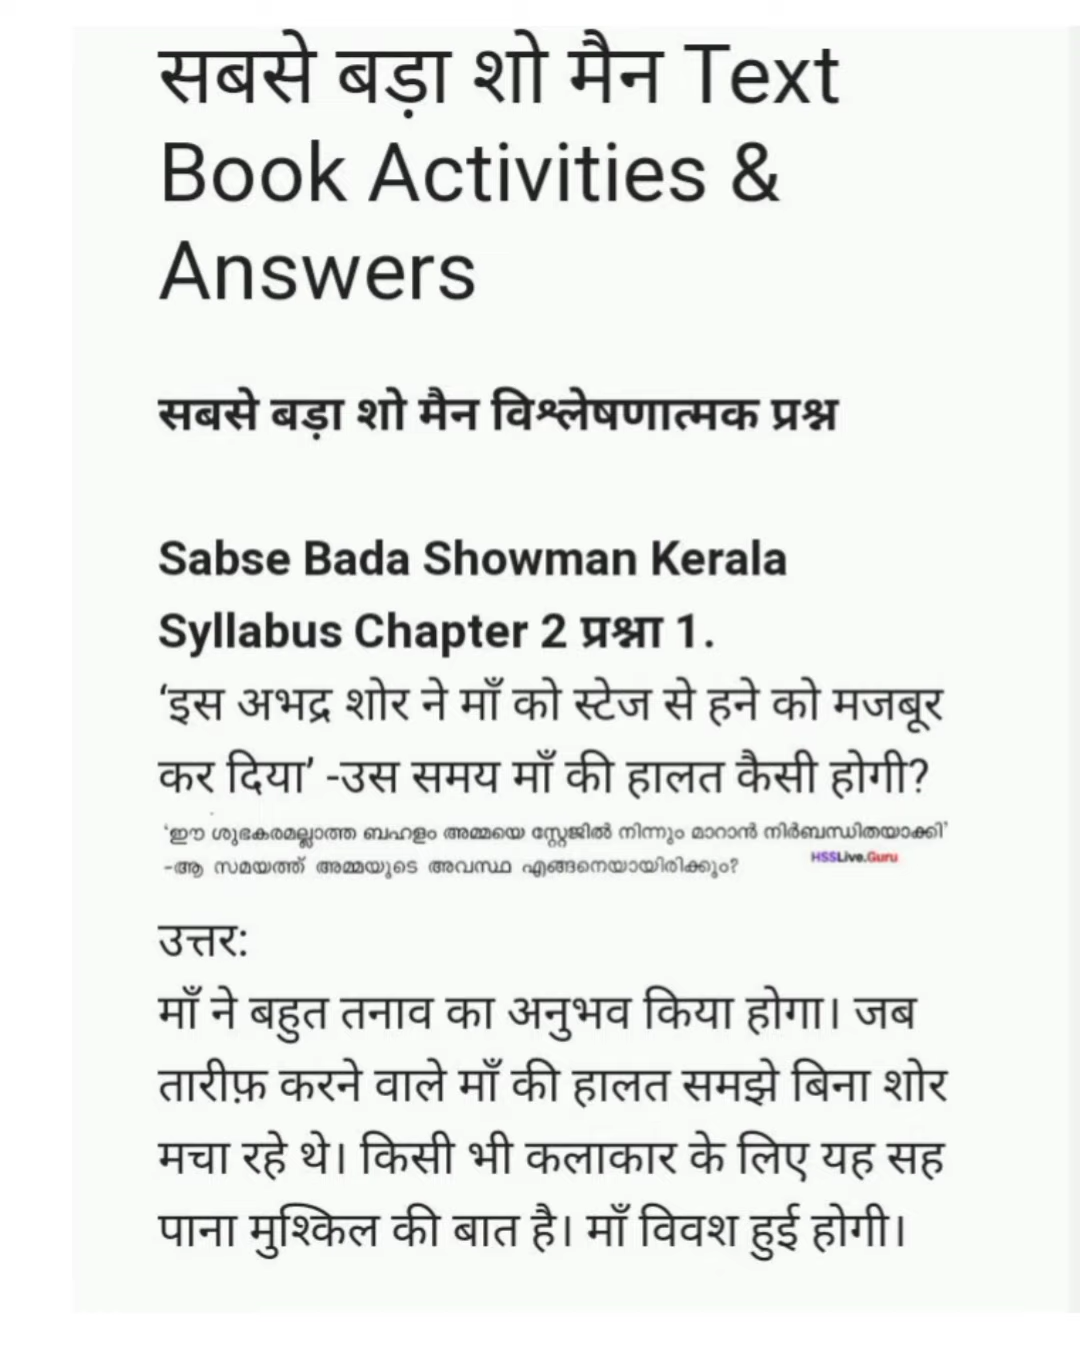 सबसे बड़ा शो मैन Text
Book Activities &
Answers
सबसे बड़ा शो मैन विश्लेषणात्मक प्रश्न
Sabse Bada Showman Kerala
Syllabus Chapter 2 प्रश्ना 1.
‘इस अभद्र शोर ने माँ को स्टेज से हने को मजबूर
कर दिया’ -उस समय माँ की हालत कैसी होगी?
‘ഈ ശുഭകരമല്ലാത്ത ബഹളം അമ്മയെ സ്റ്റേജിൽ നിന്നും മാറാൻ നിർബന്ധിതയാക്കി’
-ആ സമയത്ത് അമ്മയുടെ അവസ്ഥ എങ്ങനെയായിരിക്കും?
HSSLive.Guru
उत्तर:
माँ ने बहुत तनाव का अनुभव किया होगा। जब
तारीफ़ करने वाले माँ की हालत समझे बिना शोर
मचा रहे थे। किसी भी कलाकार के लिए यह सह
पाना मुश्किल की बात है। माँ विवश हुई होगी।